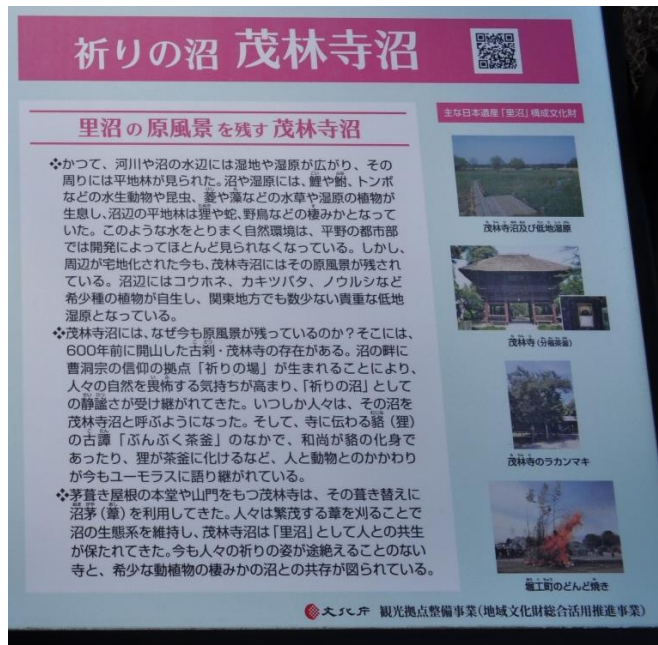 祈りの沼 茂林寺沼
里沼の原風景を残す茂林寺沼
❖かつて、河川や沼の水辺には湿地や湿原が広がり、その
周りには平地林が見られた。沼や湿原には、鯉や鮒、トンボ
などの水生動物や昆虫、菱や藻などの水草や湿原の植物が
生息し、沼辺の平地林は狸や蛇、野鳥などの棲みかとなって
いた。このような水をとりまく自然環境は、平野の都市部
では開発によってほとんど見られなくなっている。しかし、
周辺が宅地化された今も、茂林寺沼にはその原風景が残され
ている。沼辺にはコウホネ、カキツバタ、ノウルシなど
希少種の植物が自生し、関東地方でも数少ない貴重な低地
湿原となっている。
❖茂林寺沼には、なぜ今も原風景が残っているのか?そこには、
600年前に開山した古刹・茂林寺の存在がある。沼の畔に
曹洞宗の信仰の拠点「祈りの場」が生まれることにより、
人々の自然を畏怖する気持ちが高まり、「祈りの沼」として
の静謐さが受け継がれてきた。いつしか人々は、その沼を
茂林寺沼と呼ぶようになった。そして、寺に伝わる貉(狸)
の古譚「ぶんぶく茶釜」のなかで、和尚が貉の化身で
あったり、狸が茶釜に化けるなど、人と動物とのかかわり
が今もユーモラスに語り継がれている。
❖茅葺き屋根の本堂や山門をもつ茂林寺は、その葺き替えに
沼茅(葦)を利用してきた。人々は繁茂する葦を刈ることで
沼の生態系を維持し、茂林寺沼は「里沼」として人との共生
が保たれてきた。今も人々の祈りの姿が途絶えることのない
寺と、希少な動植物の棲みかの沼との共存が図られている。
主な日本遺産「里沼」構成文化財
茂林寺沼及び低地湿原
茂林寺(分福茶釜)
茂林寺のラカンマキ
堀工町のどんど焼き
文化庁 観光拠点整備事業(地域文化財総合活用推進事業)